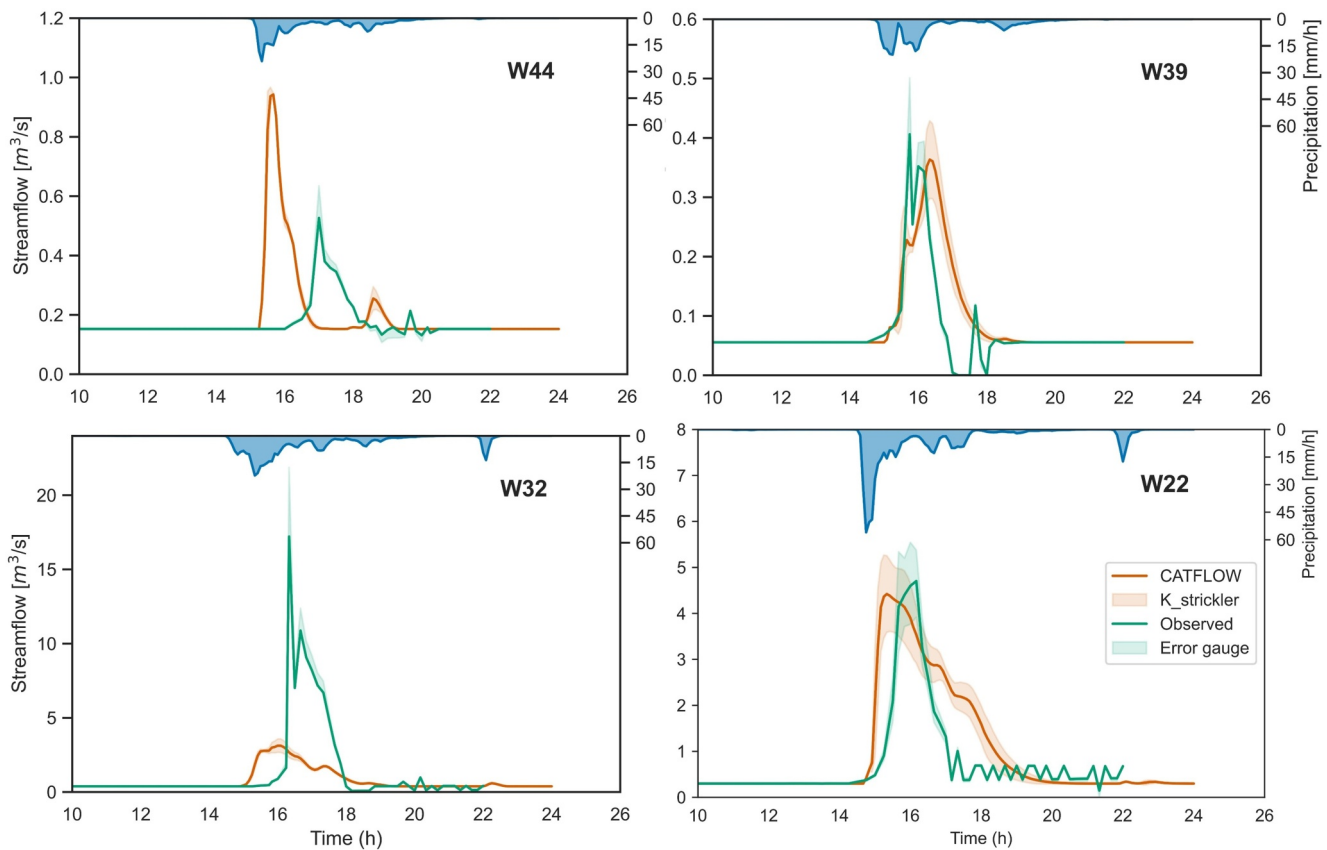 W44
Streamflow [m³/s]
1.2
1.0
0.8
0.6
0.4
0.2
0.0
0
15
30
45
60
10 12 14 16 18 20 22 24 26
W39
Precipitation [mm/h]
0.6
0.5
0.4
0.3
0.2
0.1
0.0
0
15
30
45
60
10 12 14 16 18 20 22 24 26
W32
Streamflow [m³/s]
20
15
10
5
0
0
15
30
45
60
10 12 14 16 18 20 22 24 26
Time (h)
W22
Precipitation [mm/h]
8
7
6
5
4
3
2
1
0
0
15
30
45
60
CATFLOW
K_strickler
Observed
Error gauge
10 12 14 16 18 20 22 24 26
Time (h)